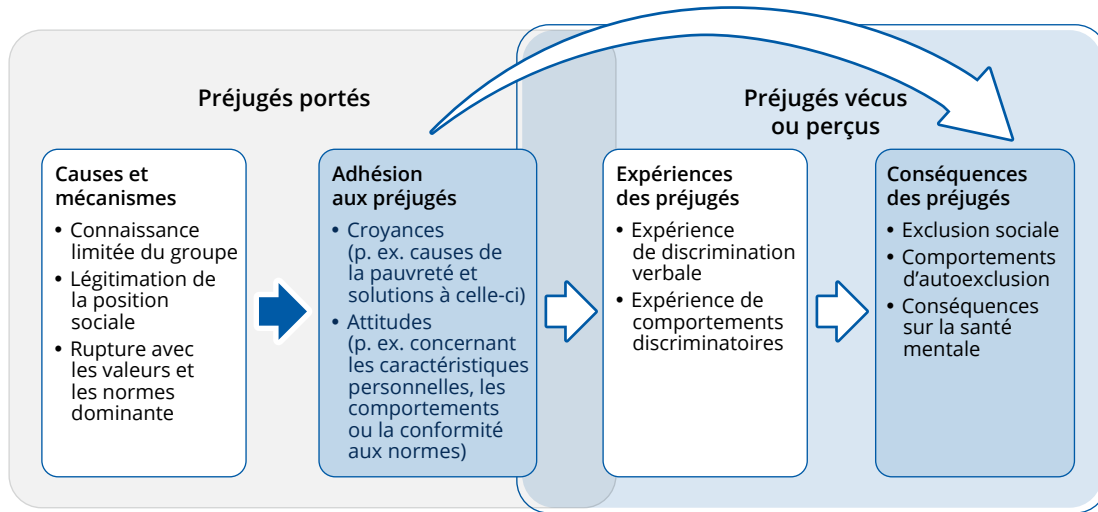 Préjugés portés
Préjugés vécus
ou perçus
Causes et
mécanismes
• Connaissance
limitée du groupe
• Légitimation de
la position
sociale
• Rupture avec
les valeurs et
les normes
dominante
Adhésion
aux préjugés
• Croyances
(p. ex. causes de
la pauvreté et
solutions à celle-ci)
• Attitudes
(p. ex. concernant
les caractéristiques
personnelles, les
comportements
ou la conformité
aux normes)
Expériences
des préjugés
• Expérience
de discrimination
verbale
• Expérience de
comportements
discriminatoires
Conséquences
des préjugés
• Exclusion sociale
• Comportements
d’autoexclusion
• Conséquences
sur la santé
mentale